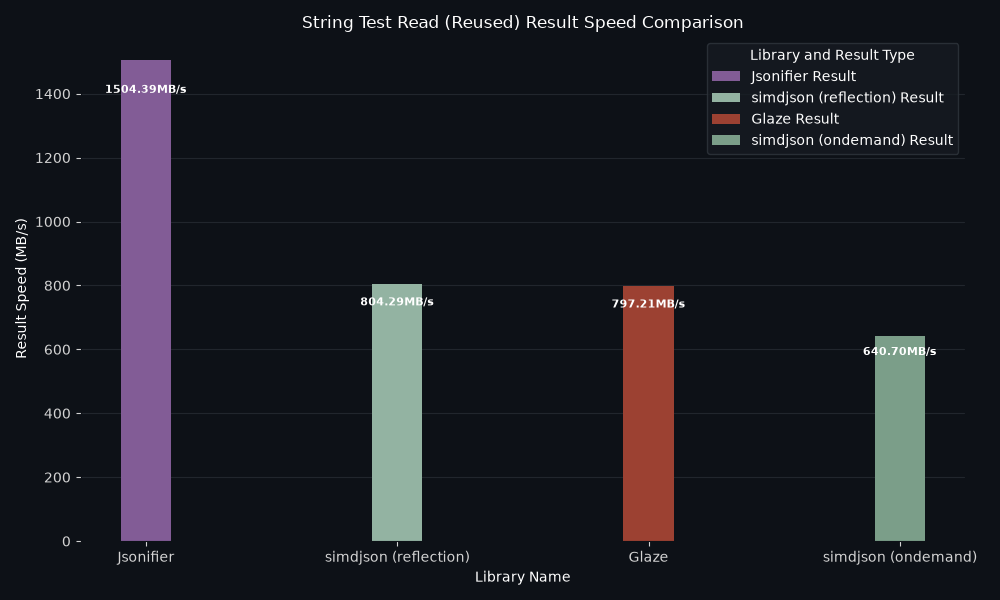 String Test Read (Reused) Result Speed Comparison
Library and Result Type
Jsonifier Result
simdjson (reflection) Result
Glaze Result
simdjson (ondemand) Result
Result Speed (MB/s)
1400
1200
1000
800
600
400
200
0
1504.39MB/s
804.29MB/s
797.21MB/s
640.70MB/s
Jsonifier
simdjson (reflection)
Glaze
simdjson (ondemand)
Library Name